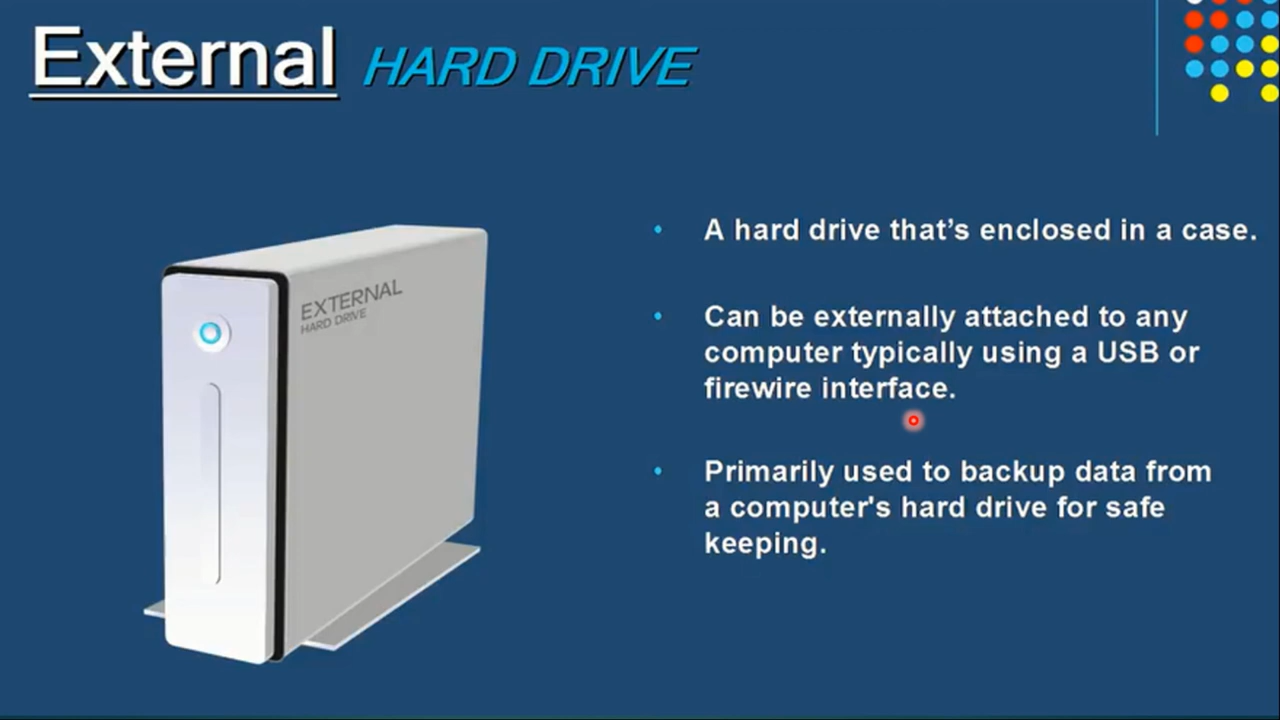 External HARD DRIVE
EXTERNAL
HARD DRIVE
• A hard drive that’s enclosed in a case.
• Can be externally attached to any
computer typically using a USB or
firewire interface.
• Primarily used to backup data from
a computer's hard drive for safe
keeping.